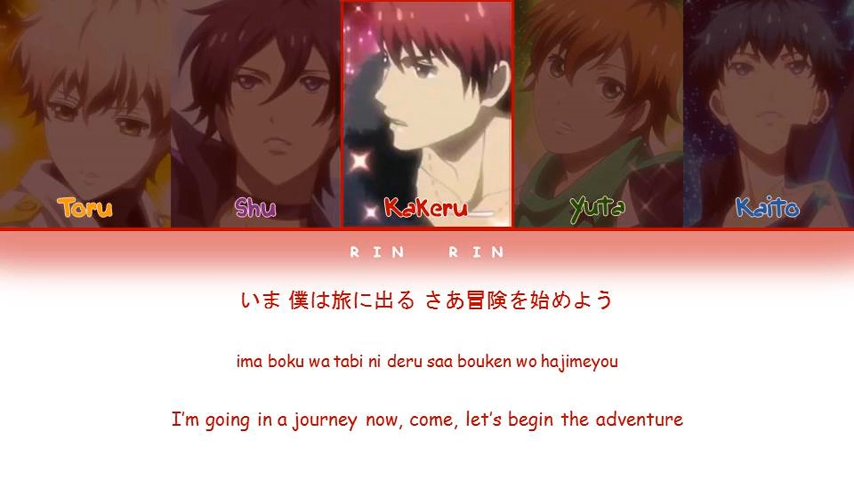 Toru Shu Kakeru Yuta Kaito
RIN RIN
いま 僕は旅に出る さあ冒険を始めよう
ima boku wa tabi ni deru saa bouken wo hajimeyou
I'm going in a journey now, come, let's begin the adventure